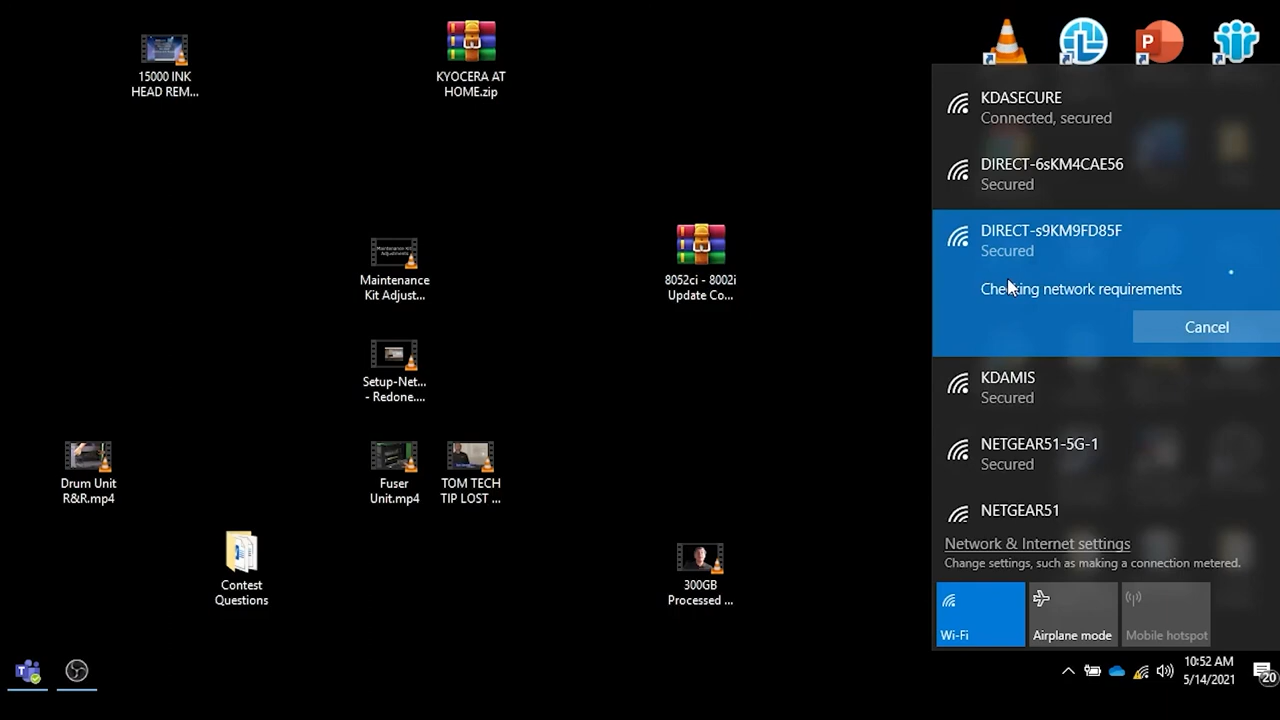 15000 INK
HEAD REM...
KYOCERA AT
HOME.zip
P
KDASECURE
Connected, secured
DIRECT-6sKM4CAE56
Secured
DIRECT-s9KM9FD85F
Secured
Checking network requirements
Cancel
KDAMIS
Secured
NETGEAR51-5G-1
Secured
NETGEAR51
Network & Internet settings
Change settings, such as making a connection metered.
Wi-Fi
Airplane mode
Mobile hotspot
Maintenance
Kit Adjustments
Maintenance
Kit Adjust...
8052ci - 8002i
Update Co...
Setup-Net...
- Redone....
Drum Unit
R&R.mp4
Fuser
Unit.mp4
TOM TECH
TIP LOST ...
Contest
Questions
300GB
Processed ...
10:52 AM
5/14/2021
20